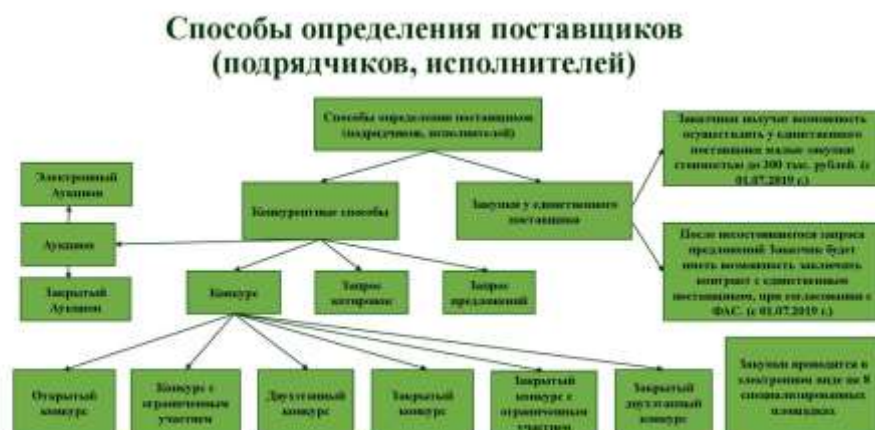 Способы определения поставщиков
(подрядчиков, исполнителей)
Способы определения поставщиков
(подрядчиков, исполнителей)
Заказчики получат возможность
осуществлять у единственного
поставщика малые закупки
стоимостью до 300 тыс. рублей. (с
01.07.2019 г.)
Электронный
Аукцион
Конкурентные способы
Закупки у единственного
поставщика
Аукцион
Закрытый
Аукцион
После несостоявшегося запроса
предложений Заказчик будет
иметь возможность заключить
контракт с единственным
поставщиком, при согласовании с
ФАС. (с 01.07.2019 г.)
Конкурс
Запрос
котировок
Запрос
предложений
Открытый
конкурс
Конкурс с
ограниченным
участием
Двухэтапный
конкурс
Закрытый
конкурс
Закрытый
конкурс с
ограниченным
участием
Закрытый
двухэтапный
конкурс
Закупки проводятся в
электронном виде на 8
специализированных
площадках